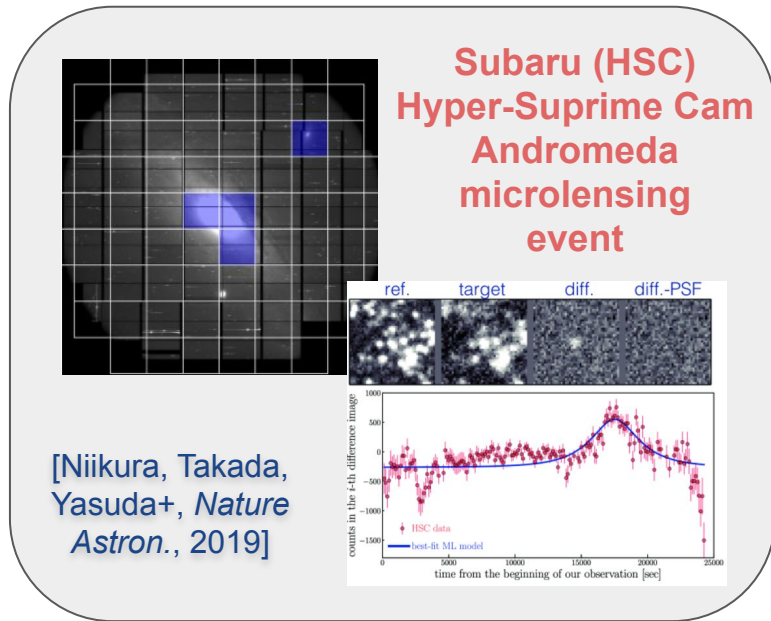 Subaru (HSC)
Hyper-Suprime Cam
Andromeda
microlensing
event
ref. target diff. diff.-PSF
1000
500
0
−500
−1000
−1500
counts in the i-th difference image
HSC data
best-fit ML model
0 5000 10000 15000 20000 25000
time from the beginning of our observation [sec]
[Niikura, Takada,
Yasuda+, Nature
Astron., 2019]